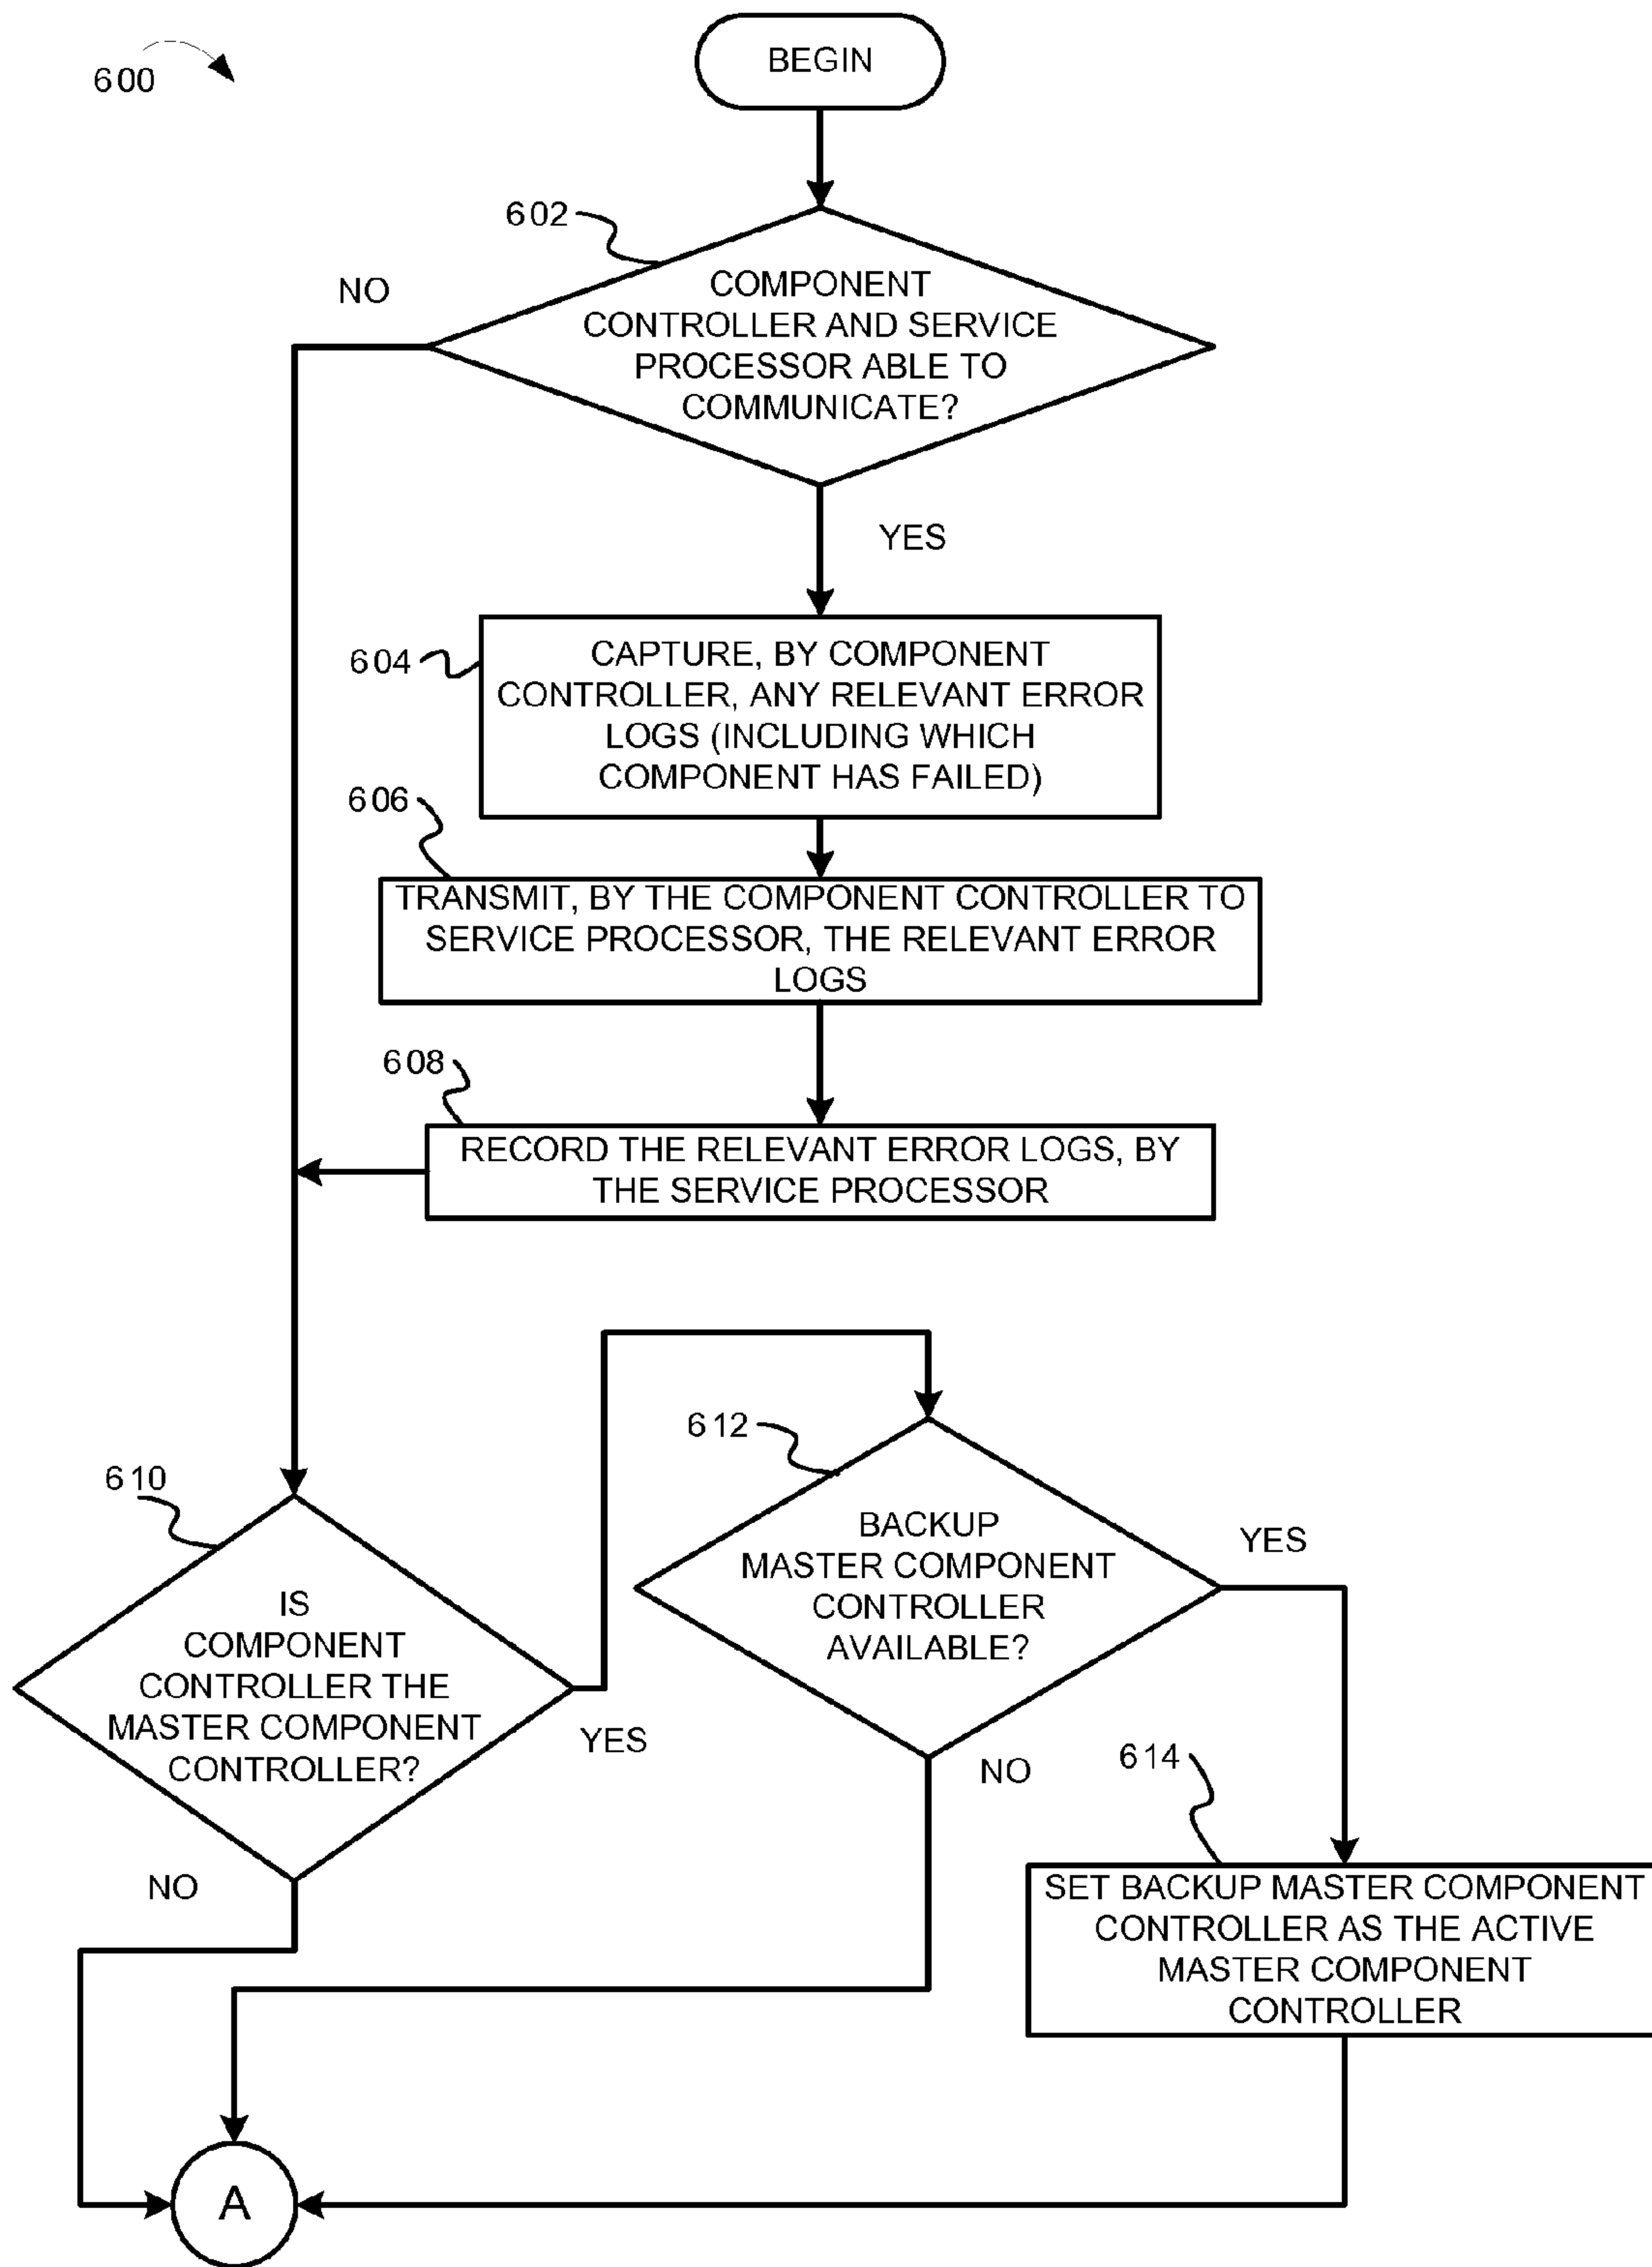 600
BEGIN
602
NO
COMPONENT
CONTROLLER AND SERVICE
PROCESSOR ABLE TO
COMMUNICATE?
YES
604
CAPTURE, BY COMPONENT
CONTROLLER, ANY RELEVANT ERROR
LOGS (INCLUDING WHICH
COMPONENT HAS FAILED)
606
TRANSMIT, BY THE COMPONENT CONTROLLER TO
SERVICE PROCESSOR, THE RELEVANT ERROR
LOGS
608
RECORD THE RELEVANT ERROR LOGS, BY
THE SERVICE PROCESSOR
610
IS
COMPONENT
CONTROLLER THE
MASTER COMPONENT
CONTROLLER?
YES
NO
612
BACKUP
MASTER COMPONENT
CONTROLLER
AVAILABLE?
YES
NO
614
SET BACKUP MASTER COMPONENT
CONTROLLER AS THE ACTIVE
MASTER COMPONENT
CONTROLLER
A